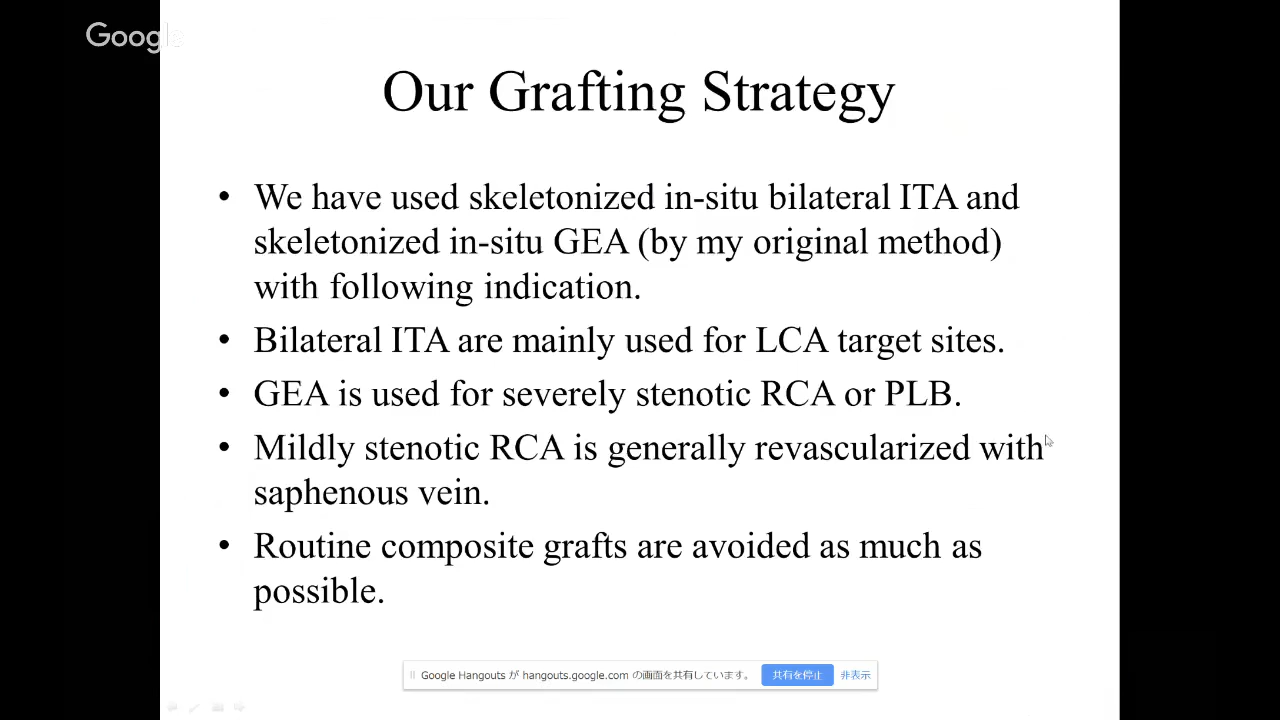 Google
Our Grafting Strategy
• We have used skeletonized in-situ bilateral ITA and
skeletonized in-situ GEA (by my original method)
with following indication.
• Bilateral ITA are mainly used for LCA target sites.
• GEA is used for severely stenotic RCA or PLB.
• Mildly stenotic RCA is generally revascularized with
saphenous vein.
• Routine composite grafts are avoided as much as
possible.
Google Hangouts が hangouts.google.com の画面を共有しています。 共有を停止 非表示